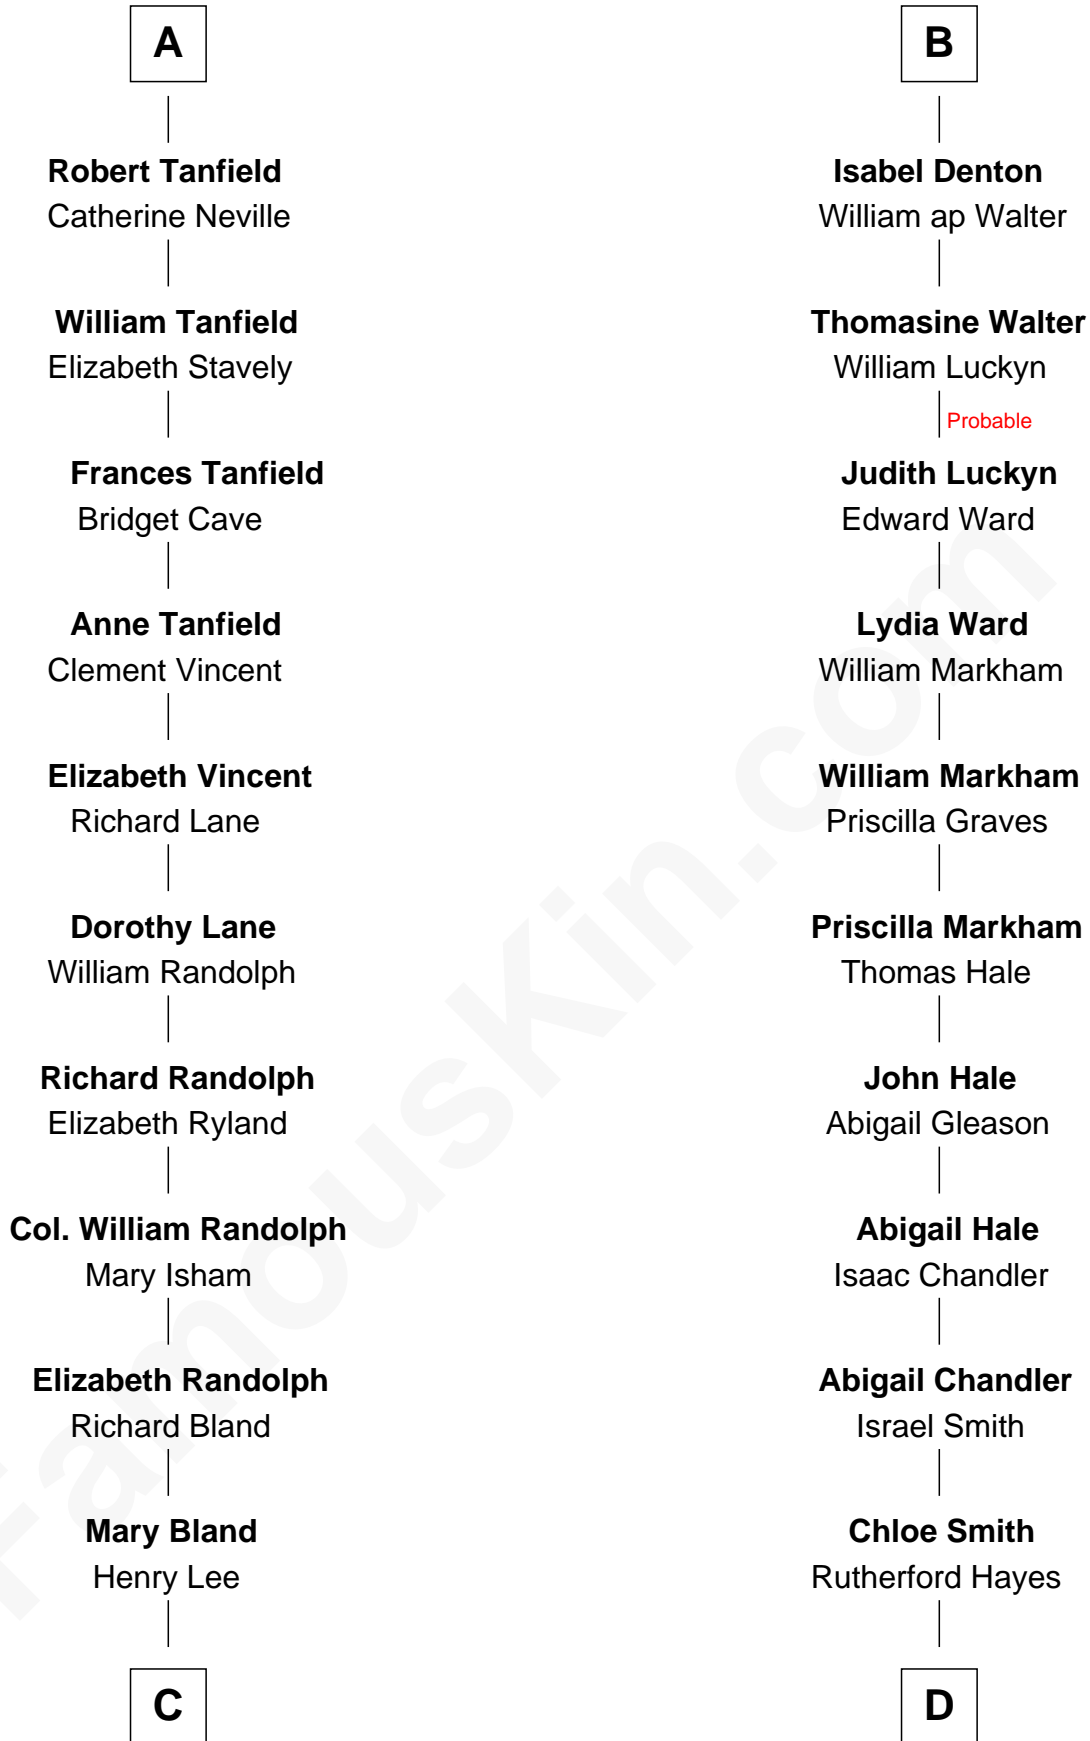 A
Robert Tanfield
Catherine Neville
William Tanfield
Elizabeth Stavely
Frances Tanfield
Bridget Cave
Anne Tanfield
Clement Vincent
Elizabeth Vincent
Richard Lane
Dorothy Lane
William Randolph
Richard Randolph
Elizabeth Ryland
Col. William Randolph
Mary Isham
Elizabeth Randolph
Richard Bland
Mary Bland
Henry Lee
C
B
Isabel Denton
William ap Walter
Thomasine Walter
William Luckyn
Probable
Judith Luckyn
Edward Ward
Lydia Ward
William Markham
William Markham
Priscilla Graves
Priscilla Markham
Thomas Hale
John Hale
Abigail Gleason
Abigail Hale
Isaac Chandler
Abigail Chandler
Israel Smith
Chloe Smith
Rutherford Hayes
D
FamousKin.com